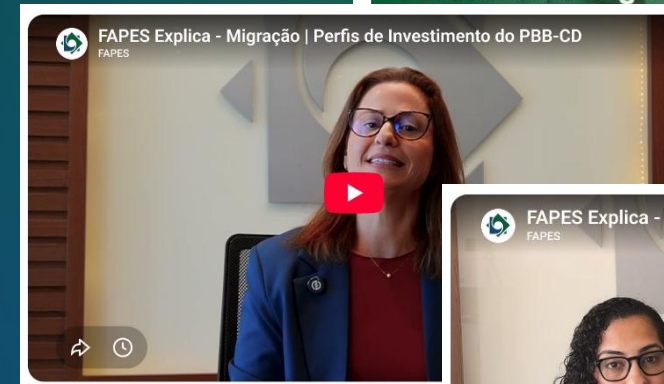 FAPES Explica - Migração | Perfis de Investimento do PBB-CD
FAPES
FAPES Explica -
FAPES